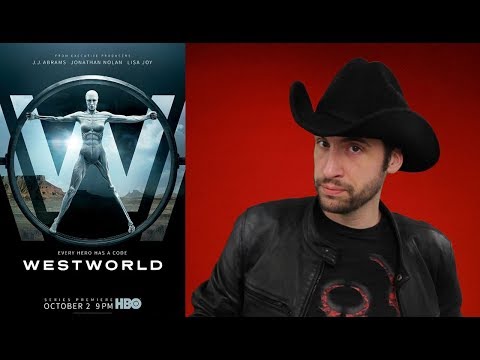 FROM EXECUTIVE PRODUCERS
J.J. ABRAMS JONATHAN NOLAN LISA JOY
W
EVERY HERO HAS A CODE
WESTWORLD
SERIES PREMIERE
OCTOBER 2 9PM HBO